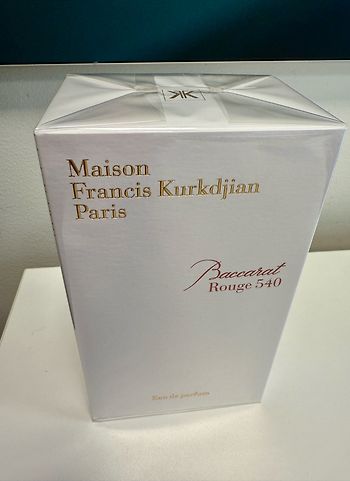 Maison
Francis Kurkdjian
Paris
Baccarat
Rouge 540
Eau de parfum